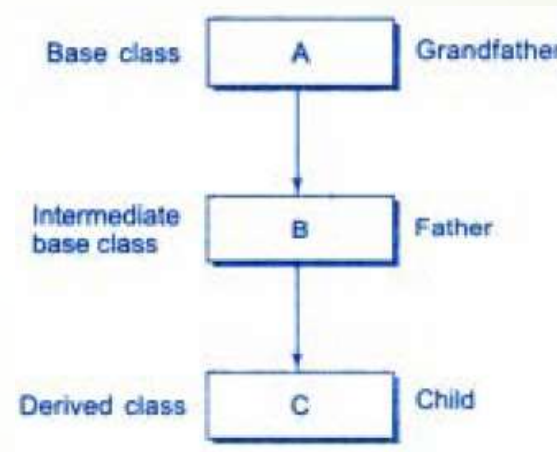 Base class A Grandfather
Intermediate
base class B Father
Derived class C Child